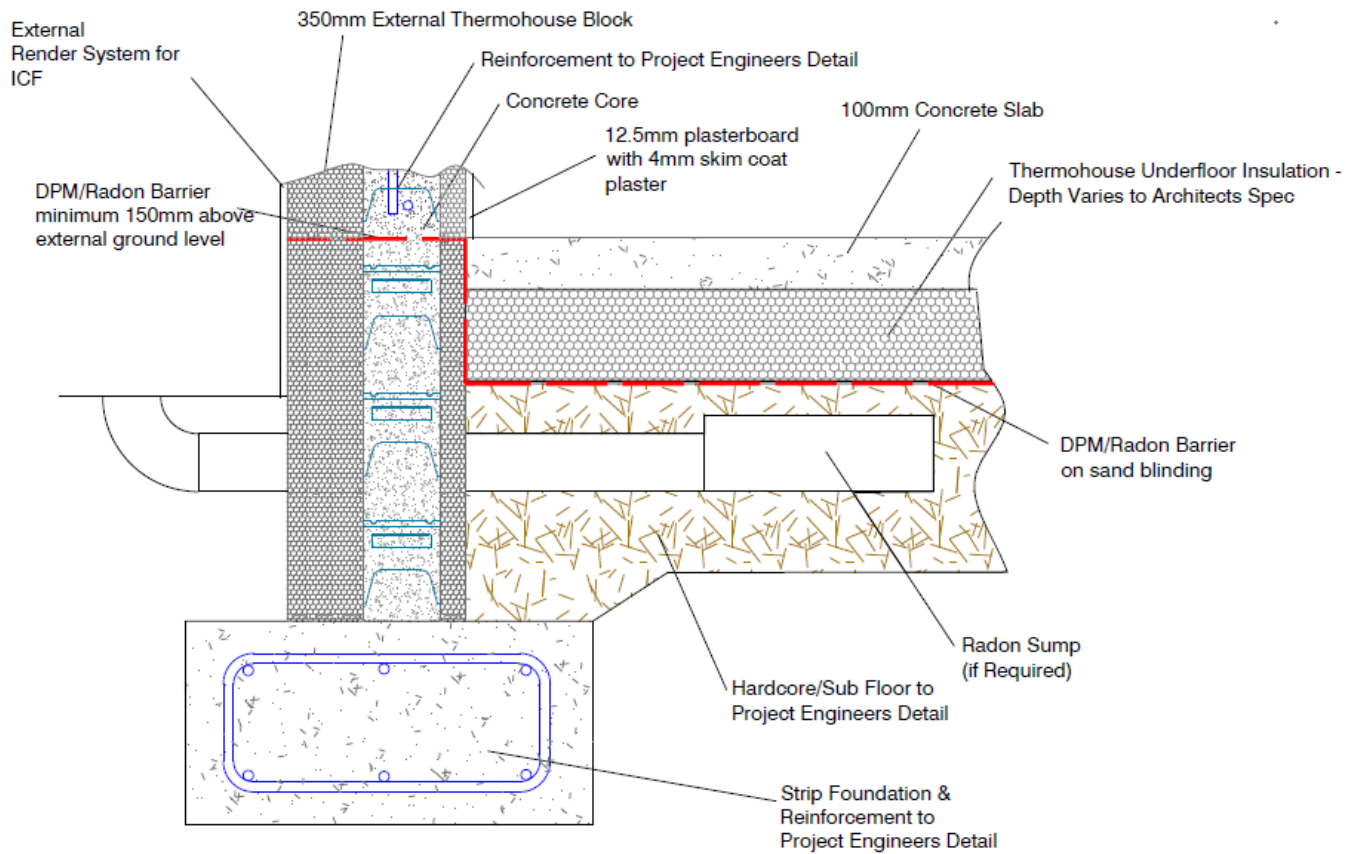 External
Render System for
ICF
350mm External Thermohouse Block
Reinforcement to Project Engineers Detail
Concrete Core
12.5mm plasterboard
with 4mm skim coat
plaster
100mm Concrete Slab
Thermohouse Underfloor Insulation -
Depth Varies to Architects Spec
DPM/Radon Barrier
minimum 150mm above
external ground level
DPM/Radon Barrier
on sand blinding
Radon Sump
(if Required)
Hardcore/Sub Floor to
Project Engineers Detail
Strip Foundation &
Reinforcement to
Project Engineers Detail